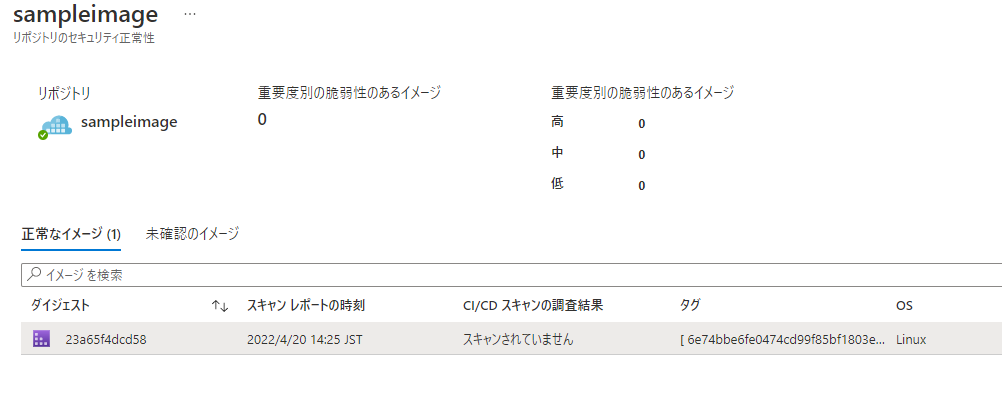 sampleimage ...
リポジトリのセキュリティ正常性
リポジトリ
sampleimage
重要度別の脆弱性のあるイメージ
0
重要度別の脆弱性のあるイメージ
高 0
中 0
低 0
正常なイメージ (1) 未確認のイメージ
イメージ を検索
ダイジェスト ↑↓ スキャン レポートの時刻 CI/CD スキャンの調査結果 タグ OS
23a65f4dcd58 2022/4/20 14:25 JST スキャンされていません [ 6e74bbe6fe0474cd99f85bf1803e... Linux